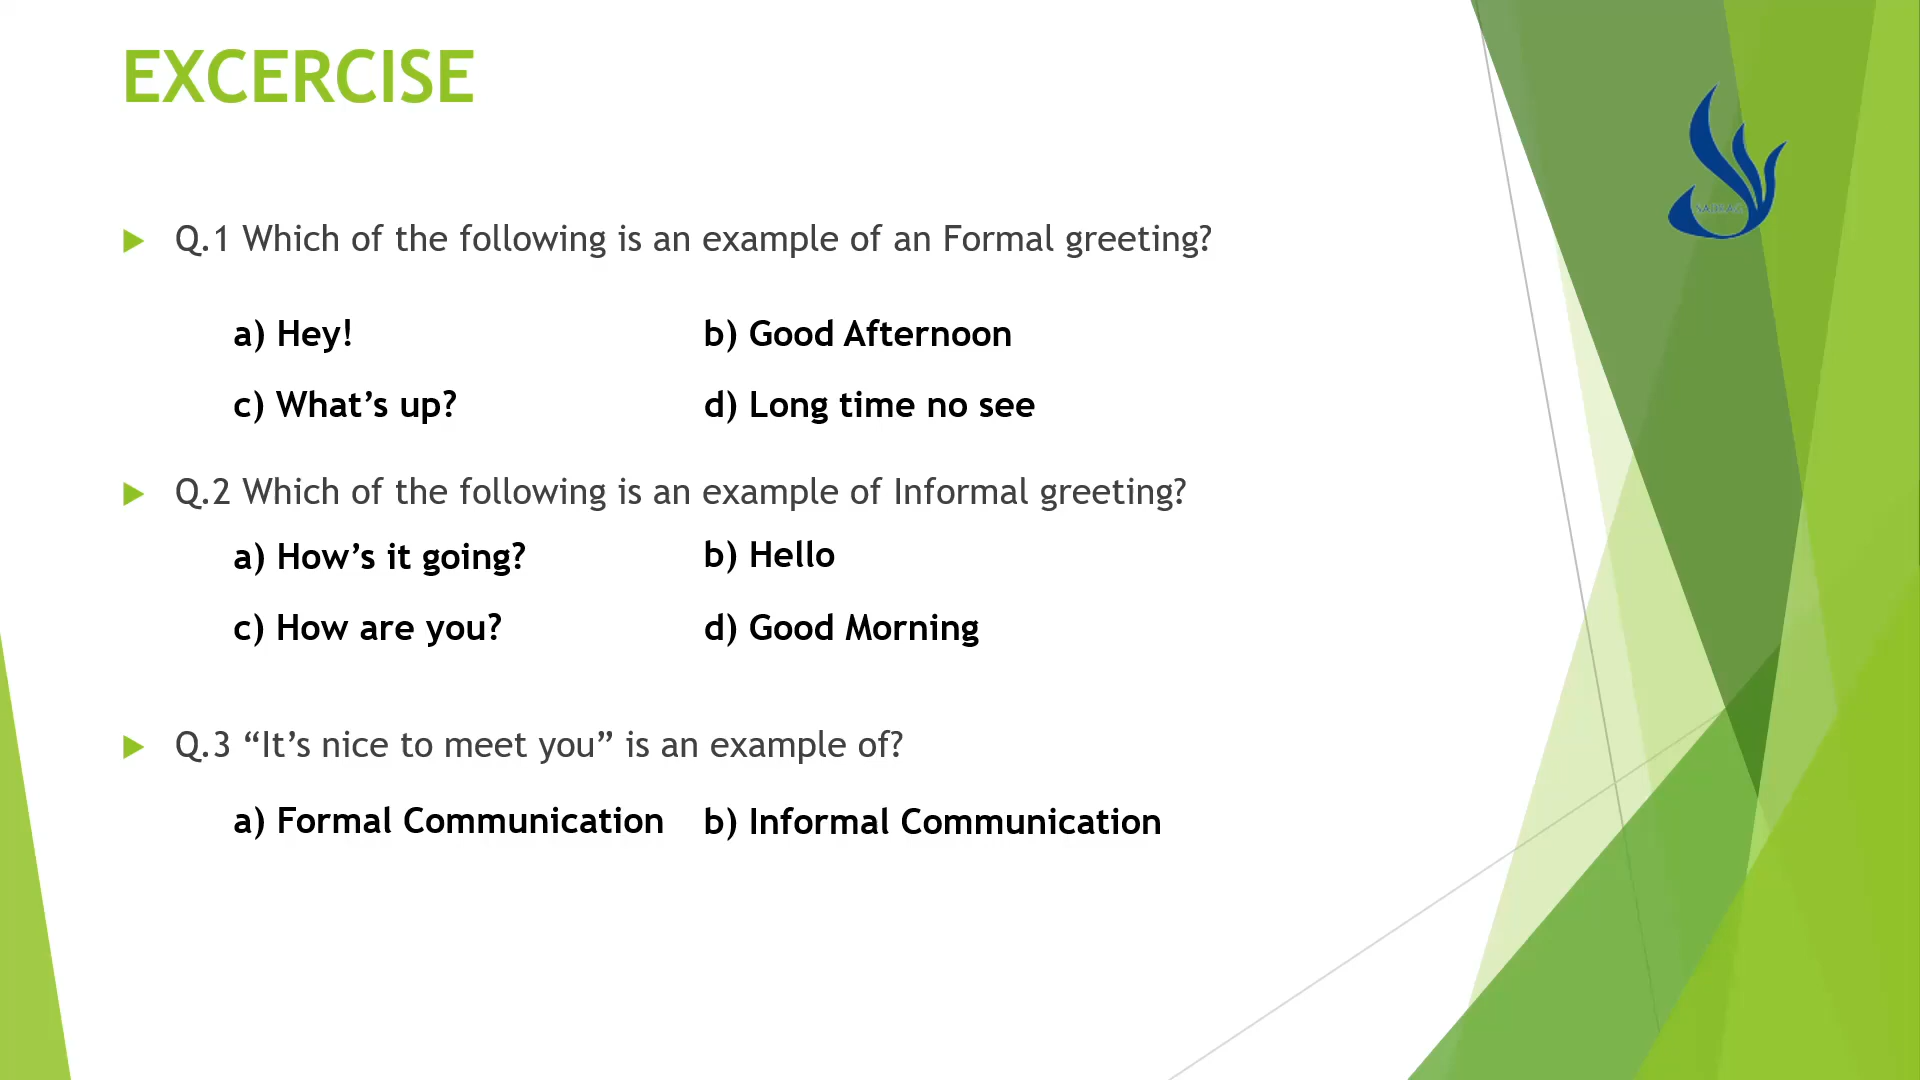 EXCERCISE
Q.1 Which of the following is an example of an Formal greeting?
a) Hey! b) Good Afternoon
c) What’s up? d) Long time no see
Q.2 Which of the following is an example of Informal greeting?
a) How’s it going? b) Hello
c) How are you? d) Good Morning
Q.3 “It’s nice to meet you” is an example of?
a) Formal Communication b) Informal Communication